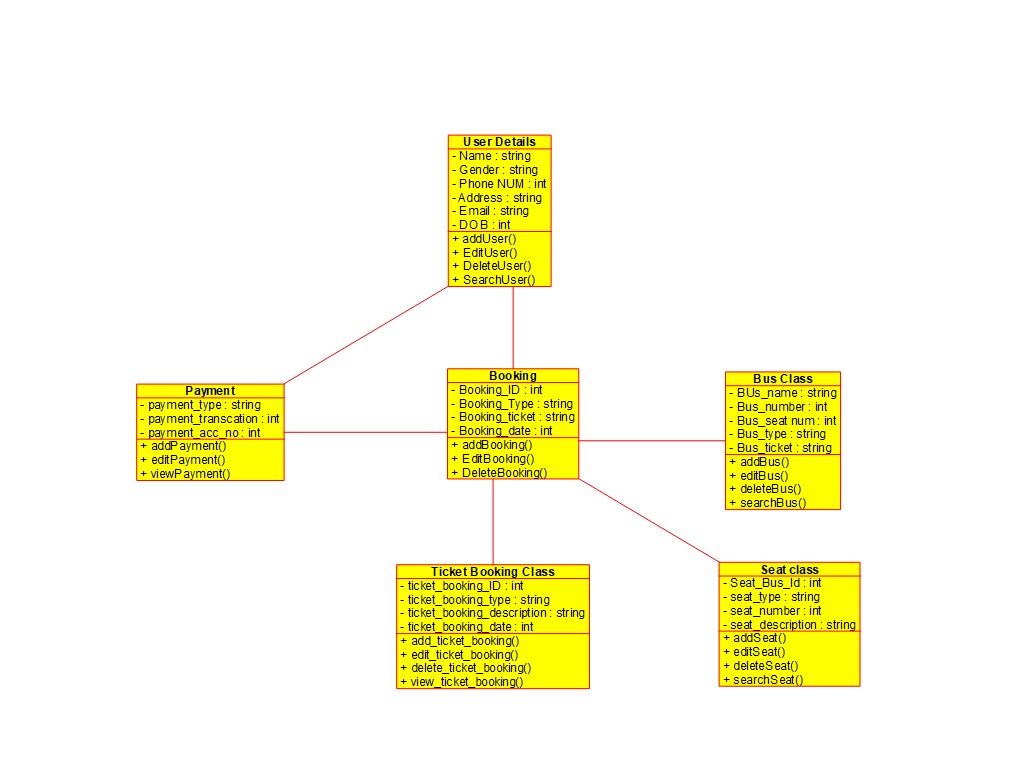 User Details
- Name : string
- Gender : string
- Phone NUM : int
- Address : string
- Email : string
- DOB : int
+ addUser()
+ EditUser()
+ DeleteUser()
+ SearchUser()
Payment
- payment_type : string
- payment_transcation : int
- payment_acc_no : int
+ addPayment()
+ editPayment()
+ viewPayment()
Booking
- Booking_ID : int
- Booking_Type : string
- Booking_ticket : string
- Booking_date : int
+ addBooking()
+ EditBooking()
+ DeleteBooking()
Bus Class
- BUs_name : string
- Bus_number : int
- Bus_seat num : int
- Bus_type : string
- Bus_ticket : string
+ addBus()
+ editBus()
+ deleteBus()
+ searchBus()
Ticket Booking Class
- ticket_booking_ID : int
- ticket_booking_type : string
- ticket_booking_description : string
- ticket_booking_date : int
+ add_ticket_booking()
+ edit_ticket_booking()
+ delete_ticket_booking()
+ view_ticket_booking()
Seat class
- Seat_Bus_Id : int
- seat_type : string
- seat_number : int
- seat_description : string
+ addSeat()
+ editSeat()
+ deleteSeat()
+ searchSeat()